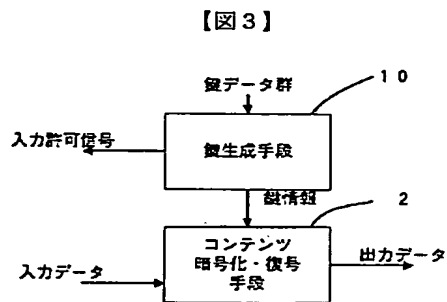 【図3】
10
鍵データ群
入力許可信号
鍵生成手段
鍵情報
2
コンテンツ
暗号化・復号
手段
入力データ
出力データ